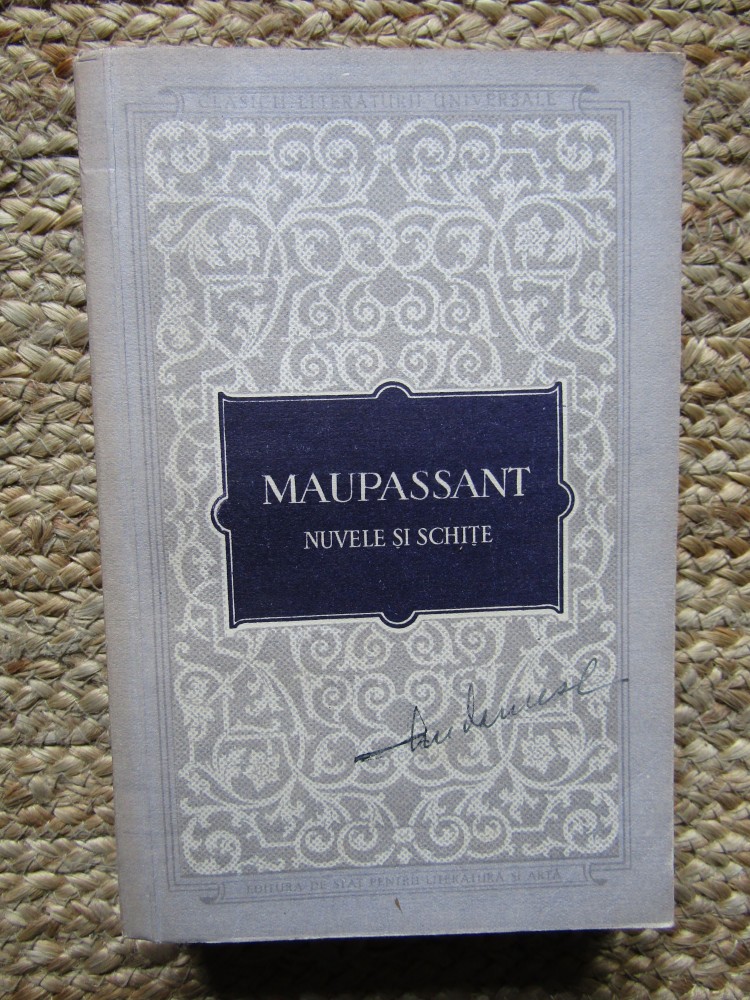 CLASICII LITERATURII UNIVERSALE
MAUPASSANT
NUVELE ȘI SCHIȚE
EDITURA DE STAT PENTRU LITERATURĂ ȘI ARTĂ